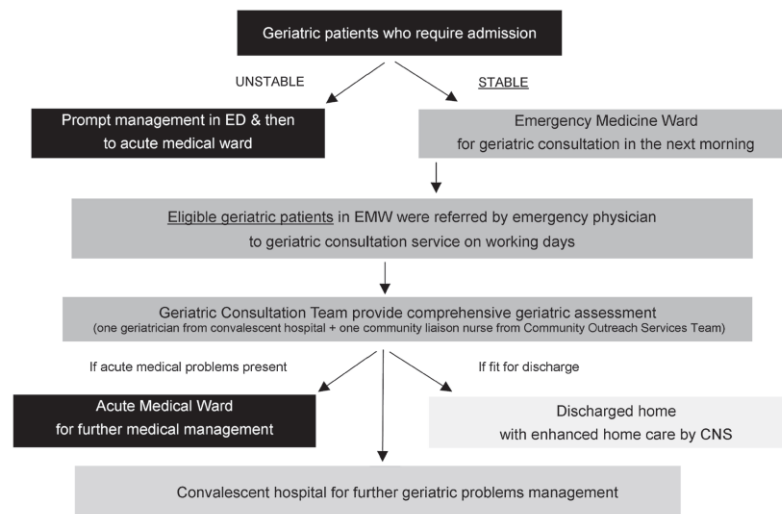 Geriatric patients who require admission
UNSTABLE
STABLE
Prompt management in ED & then
to acute medical ward
Emergency Medicine Ward
for geriatric consultation in the next morning
Eligible geriatric patients in EMW were referred by emergency physician
to geriatric consultation service on working days
Geriatric Consultation Team provide comprehensive geriatric assessment
(one geriatrician from convalescent hospital + one community liaison nurse from Community Outreach Services Team)
If acute medical problems present
If fit for discharge
Acute Medical Ward
for further medical management
Discharged home
with enhanced home care by CNS
Convalescent hospital for further geriatric problems management